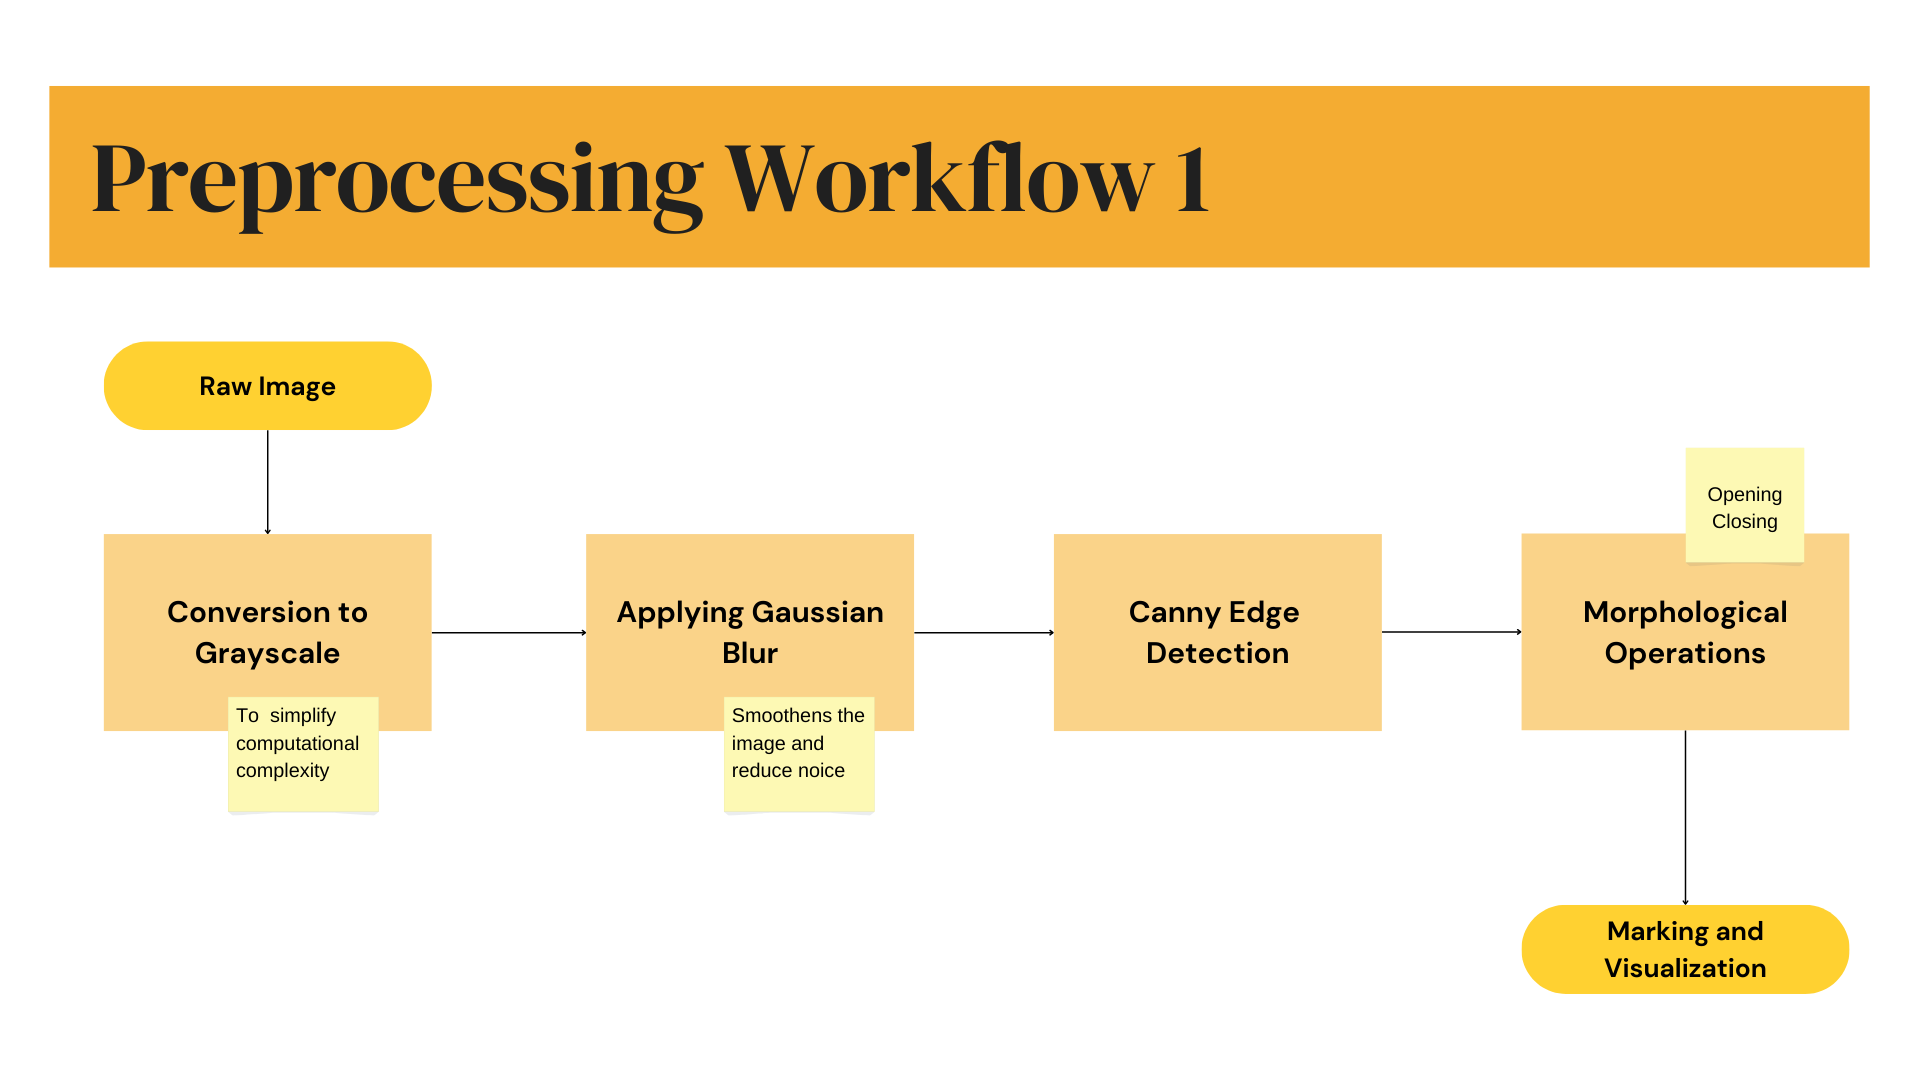 Preprocessing Workflow 1
Raw Image
Conversion to
Grayscale
To  simplify
computational
complexity
Applying Gaussian
Blur
Smoothens the
image and
reduce noice
Canny Edge
Detection
Opening
Closing
Morphological
Operations
Marking and
Visualization